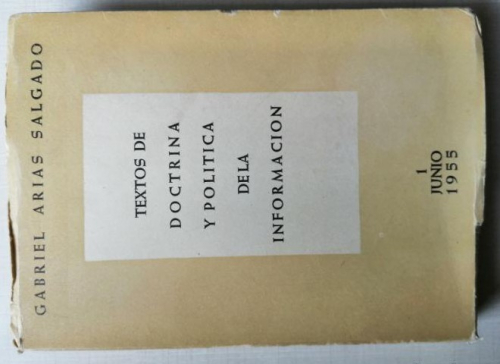 GABRIEL ARIAS SALGADO
TEXTOS DE
DOCTRINA
Y POLITICA
DE LA
INFORMACION
1
JUNIO
1955